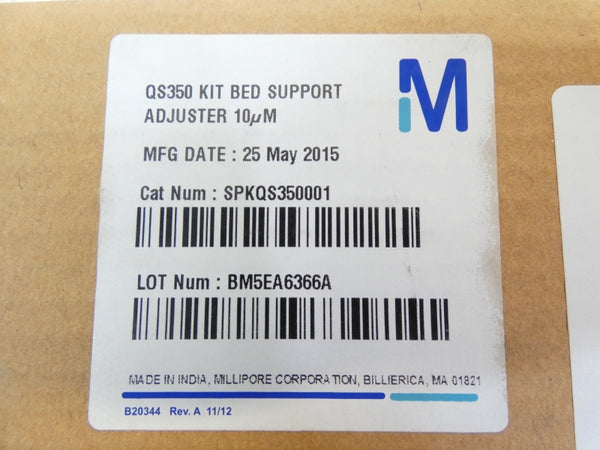 QS350 KIT BED SUPPORT
ADJUSTER 10µM
M
MFG DATE : 25 May 2015
Cat Num : SPKQS350001
LOT Num : BM5EA6366A
MADE IN INDIA, MILLIPORE CORPORATION, BILLIERICA, MA 01821
B20344 Rev. A 11/12